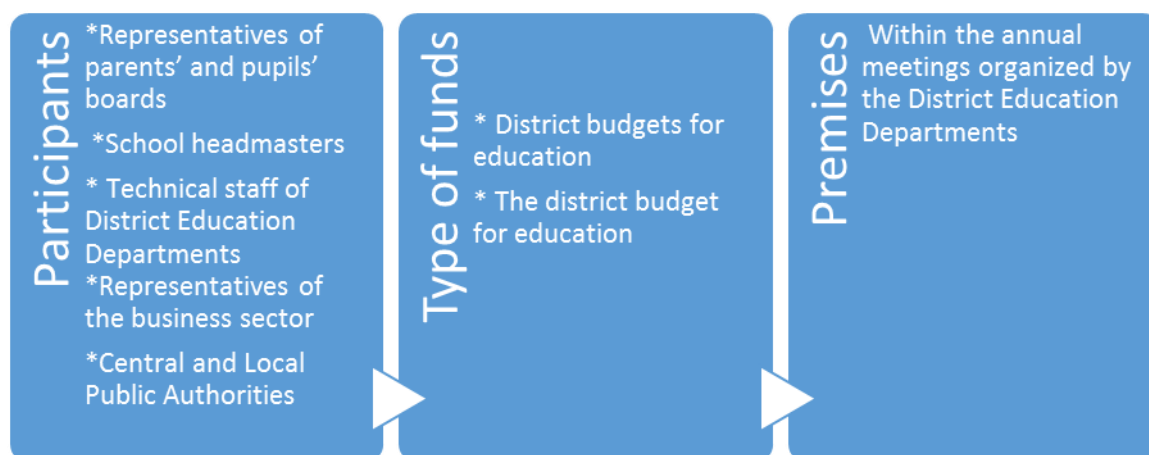 Participants
*Representatives of
parents’ and pupils’
boards
*School headmasters
* Technical staff of
District Education
Departments
*Representatives of
the business sector
*Central and Local
Public Authorities
Type of funds
* District budgets for
education
* The district budget
for education
Premises
Within the annual
meetings organized by
the District Education
Departments